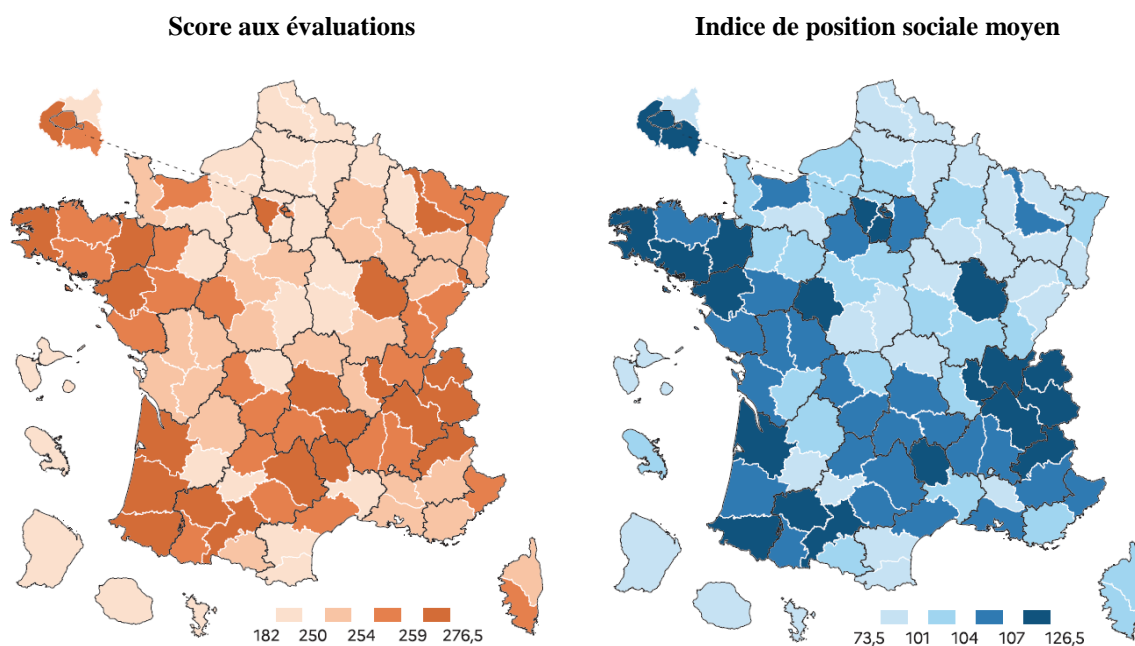 Score aux évaluations
Indice de position sociale moyen
182 250 254 259 276,5
73,5 101 104 107 126,5